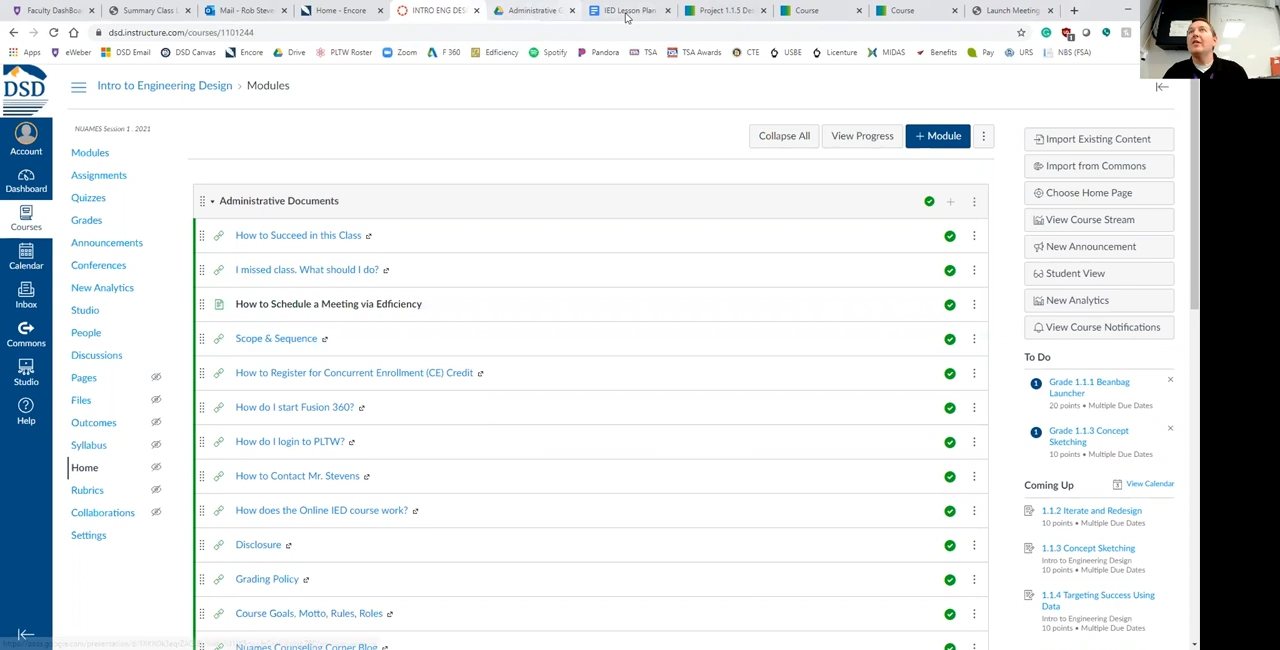 Faculty DashBoa
Summary Class L
Mail - Rob Steve
Home - Encore
INTRO ENG DES
Administrative G
IED Lesson Plan
Project 1.1.5 De
Course
Course
Launch Meeting
dsd.instructure.com/courses/1101244
Apps
eWeber
DSD Email
DSD Canvas
Encore
Drive
PLTW Roster
Zoom
F 360
Edficiency
Spotify
Pandora
TSA
TSA Awards
CTD
USBE
Licenture
MIDAS
Benefits
Pay
URS
NBS (FSA)
DSD
Intro to Engineering Design > Modules
NUAMES Session 1, 2021
Collapse All
View Progress
+ Module
Account
Dashboard
Courses
Calendar
Inbox
Commons
Studio
Help
Modules
Assignments
Quizzes
Grades
Announcements
Conferences
New Analytics
Studio
People
Discussions
Pages
Files
Outcomes
Syllabus
Home
Rubrics
Collaborations
Settings
Administrative Documents
How to Succeed in this Class
I missed class. What should I do?
How to Schedule a Meeting via Edficiency
Scope & Sequence
How to Register for Concurrent Enrollment (CE) Credit
How do I start Fusion 360?
How do I login to PLTW?
How to Contact Mr. Stevens
How does the Online IED course work?
Disclosure
Grading Policy
Course Goals, Motto, Rules, Roles
Nuames Counseling Corner Blog
Import Existing Content
Import from Commons
Choose Home Page
View Course Stream
New Announcement
Student View
New Analytics
View Course Notifications
To Do
1
Grade 1.1.1 Beanbag
Launcher
20 points • Multiple Due Dates
1
Grade 1.1.3 Concept
Sketching
10 points • Multiple Due Dates
Coming Up
View Calendar
1.1.2 Iterate and Redesign
10 points • Multiple Due Dates
1.1.3 Concept Sketching
Intro to Engineering Design
10 points • Multiple Due Dates
1.1.4 Targeting Success Using
Data
Intro to Engineering Design
10 points • Multiple Due Dates